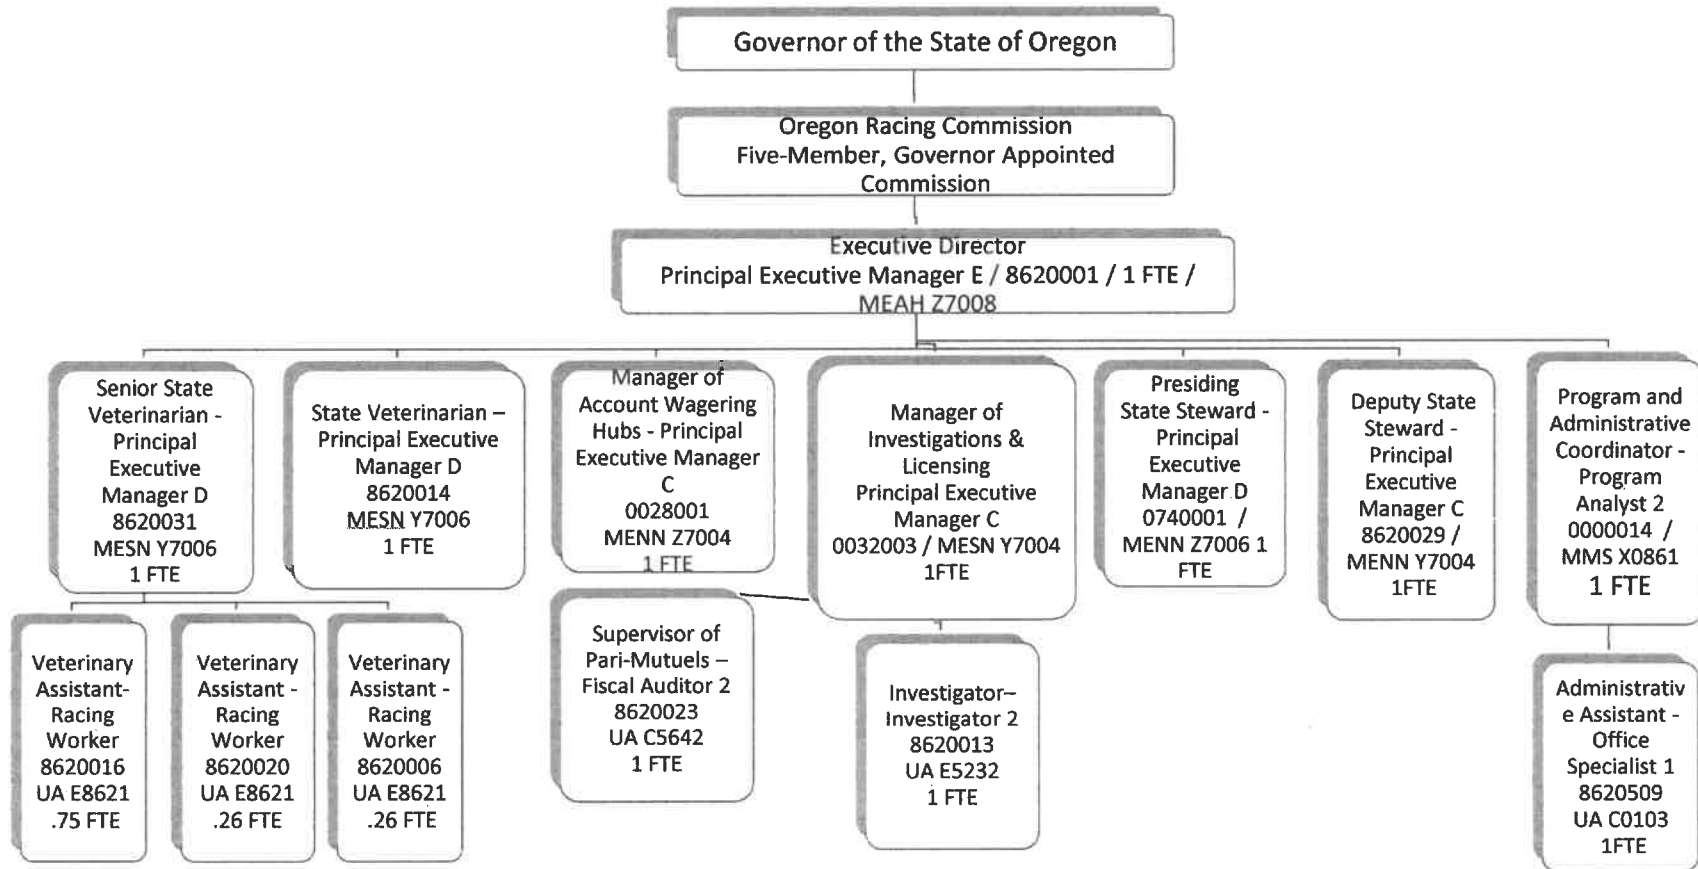 Governor of the State of Oregon
Oregon Racing Commission
Five-Member, Governor Appointed
Commission
Executive Director
Principal Executive Manager E / 8620001 / 1 FTE /
MEAH Z7008
Senior State
Veterinarian -
Principal
Executive
Manager D
8620031
MESN Y7006
1 FTE
State Veterinarian –
Principal Executive
Manager D
8620014
MESN Y7006
1 FTE
Manager of
Account Wagering
Hubs - Principal
Executive Manager
C
0028001
MENN Z7004
1 FTE
Manager of
Investigations &
Licensing
Principal Executive
Manager C
0032003 / MESN Y7004
1FTE
Presiding
State Steward -
Principal
Executive
Manager D
0740001 /
MENN Z7006 1
FTE
Deputy State
Steward -
Principal
Executive
Manager C
8620029 /
MENN Y7004
1FTE
Program and
Administrative
Coordinator -
Program
Analyst 2
0000014 /
MMS X0861
1 FTE
Veterinary
Assistant-
Racing
Worker
8620016
UA E8621
.75 FTE
Veterinary
Assistant -
Racing
Worker
8620020
UA E8621
.26 FTE
Veterinary
Assistant -
Racing
Worker
8620006
UA E8621
.26 FTE
Supervisor of
Pari-Mutuels –
Fiscal Auditor 2
8620023
UA C5642
1 FTE
Investigator–
Investigator 2
8620013
UA E5232
1 FTE
Administrativ
e Assistant -
Office
Specialist 1
8620509
UA C0103
1FTE